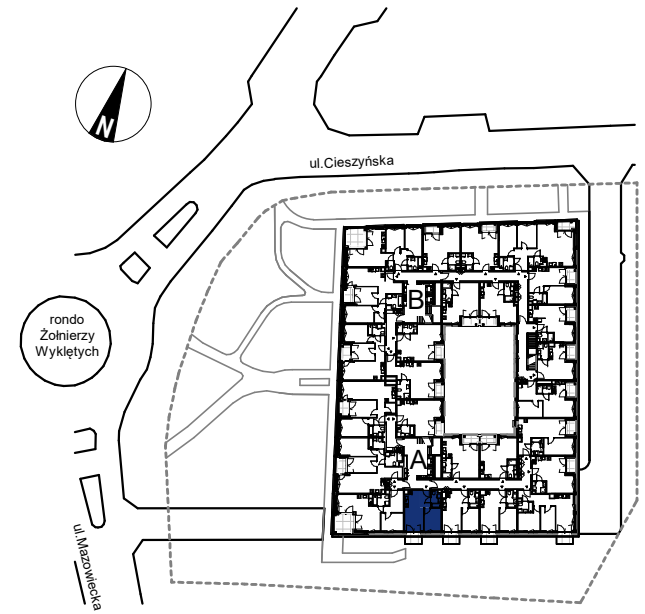 N
ul.Cieszyńska
B
rondo
Żołnierzy
Wyklętych
A
ul.Mazowiecka